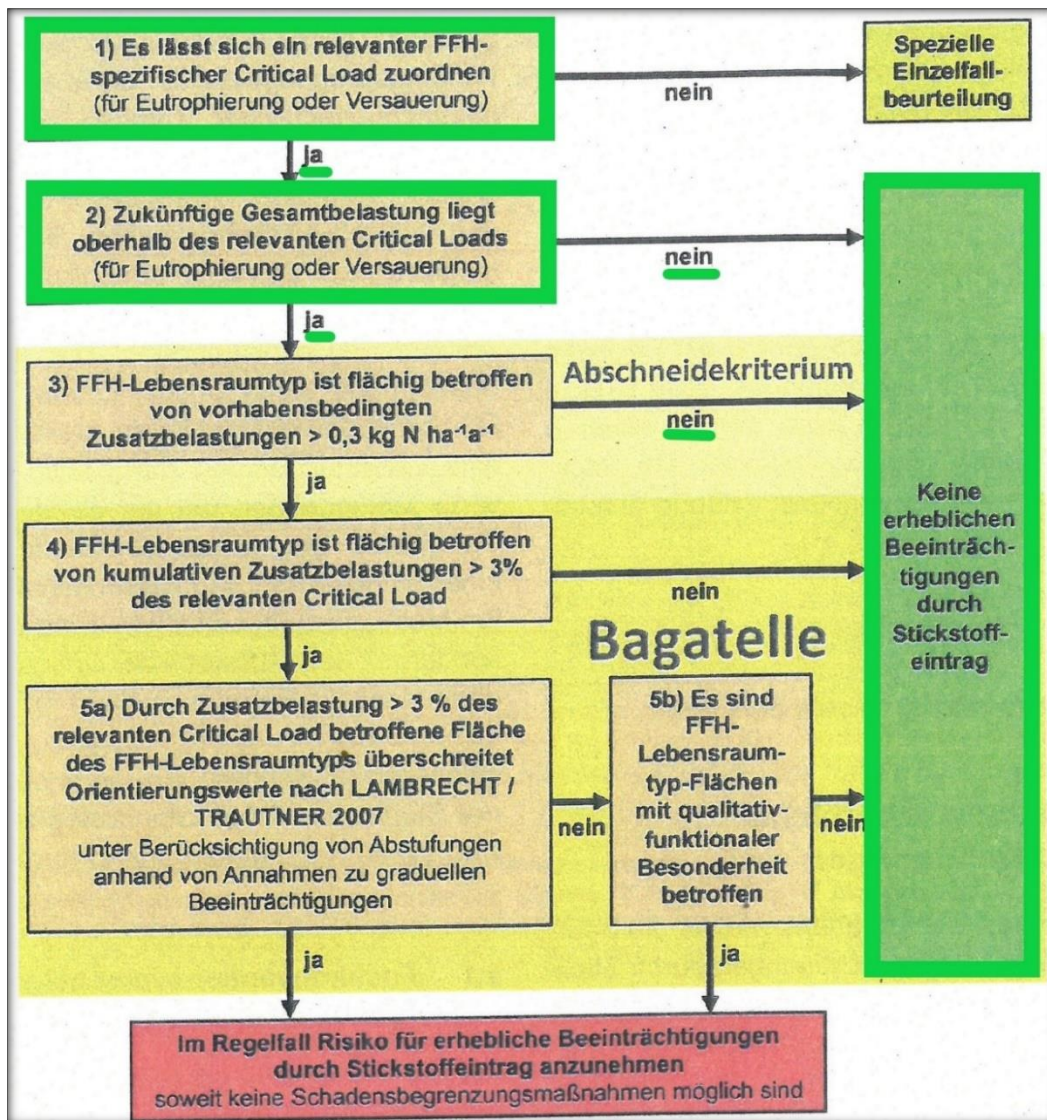 1) Es lässt sich ein relevanter FFH-
spezifischer Critical Load zuordnen
(für Eutrophierung oder Versauerung)
nein
Spezielle
Einzelfall-
beurteilung
ja
2) Zukünftige Gesamtbelastung liegt
oberhalb des relevanten Critical Loads
(für Eutrophierung oder Versauerung)
nein
ja
3) FFH-Lebensraumtyp ist flächig betroffen
von vorhabensbedingten
Zusatzbelastungen > 0,3 kg N ha⁻¹a⁻¹
Abschneidekriterium
nein
ja
4) FFH-Lebensraumtyp ist flächig betroffen
von kumulativen Zusatzbelastungen > 3%
des relevanten Critical Load
nein
Bagatelle
ja
5a) Durch Zusatzbelastung > 3 % des
relevanten Critical Load betroffene Fläche
des FFH-Lebensraumtyps überschreitet
Orientierungswerte nach LAMBRECHT /
TRAUTNER 2007
unter Berücksichtigung von Abstufungen
anhand von Annahmen zu graduellen
Beeinträchtigungen
nein
5b) Es sind
FFH-
Lebensraum-
typ-Flächen
mit qualitativ-
funktionaler
Besonderheit
betroffen
nein
Keine
erheblichen
Beeinträch-
tigungen
durch
Stickstoff-
eintrag
ja
ja
Im Regelfall Risiko für erhebliche Beeinträchtigungen
durch Stickstoffeintrag anzunehmen
soweit keine Schadensbegrenzungsmaßnahmen möglich sind